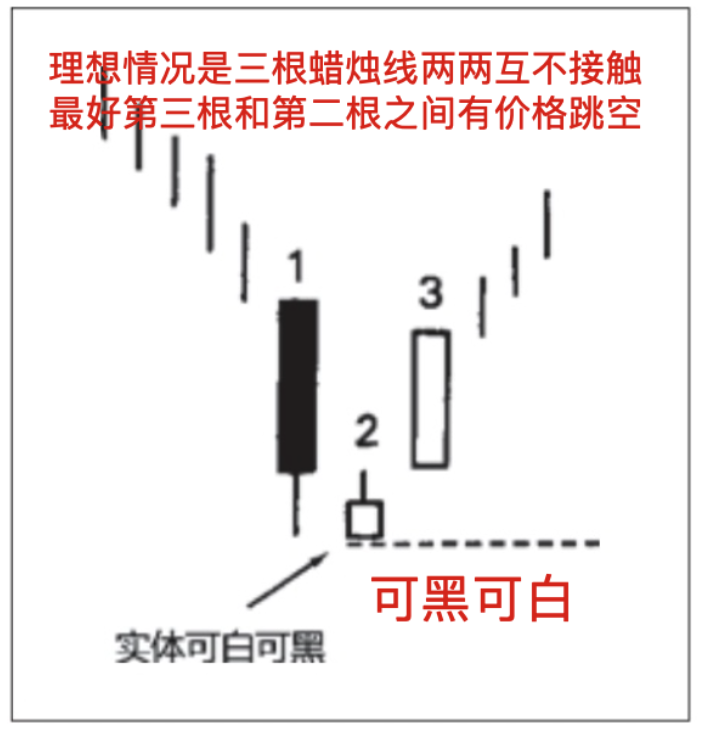 理想情况是三根蜡烛线两两互不接触
最好第三根和第二根之间有价格跳空
1
3
2
可黑可白
实体可白可黑